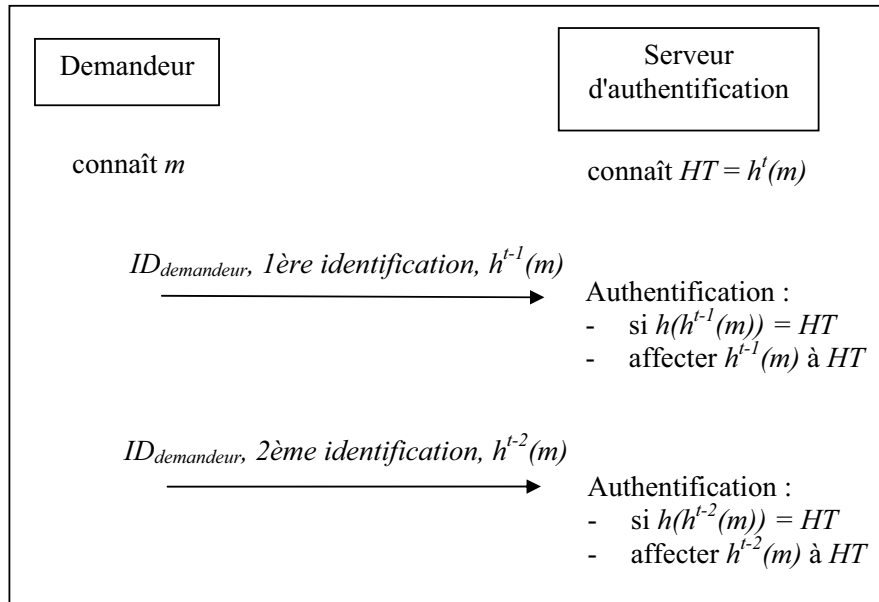 Demandeur
Serveur
d'authentification
connaît m
connaît HT = h^t(m)
ID_demandeur, 1ère identification, h^t-1(m)
Authentification :
- si h(h^t-1(m)) = HT
- affecter h^t-1(m) à HT
ID_demandeur, 2ème identification, h^t-2(m)
Authentification :
- si h(h^t-2(m)) = HT
- affecter h^t-2(m) à HT